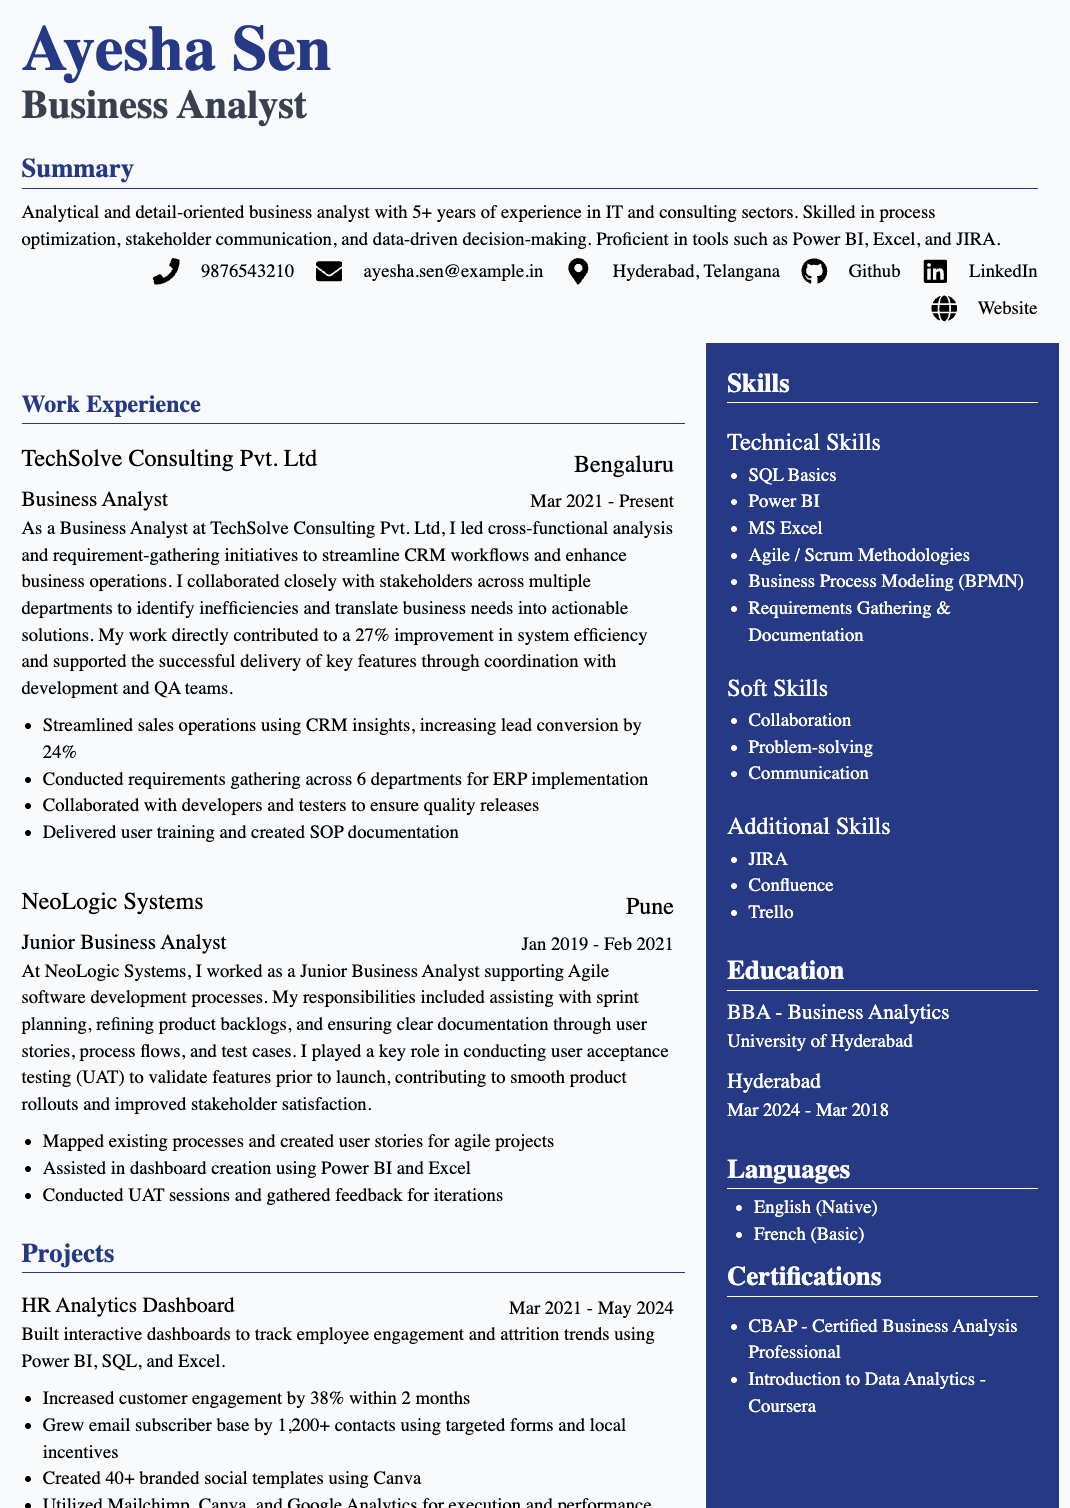 Ayesha Sen
Business Analyst
Summary
Analytical and detail-oriented business analyst with 5+ years of experience in IT and consulting sectors. Skilled in process
optimization, stakeholder communication, and data-driven decision-making. Proficient in tools such as Power BI, Excel, and JIRA.
9876543210 ayesha.sen@example.in Hyderabad, Telangana Github LinkedIn
Website
Work Experience
TechSolve Consulting Pvt. Ltd
Bengaluru
Business Analyst
Mar 2021 - Present
As a Business Analyst at TechSolve Consulting Pvt. Ltd, I led cross-functional analysis
and requirement-gathering initiatives to streamline CRM workflows and enhance
business operations. I collaborated closely with stakeholders across multiple
departments to identify inefficiencies and translate business needs into actionable
solutions. My work directly contributed to a 27% improvement in system efficiency
and supported the successful delivery of key features through coordination with
development and QA teams.
• Streamlined sales operations using CRM insights, increasing lead conversion by
24%
• Conducted requirements gathering across 6 departments for ERP implementation
• Collaborated with developers and testers to ensure quality releases
• Delivered user training and created SOP documentation
NeoLogic Systems
Pune
Junior Business Analyst
Jan 2019 - Feb 2021
At NeoLogic Systems, I worked as a Junior Business Analyst supporting Agile
software development processes. My responsibilities included assisting with sprint
planning, refining product backlogs, and ensuring clear documentation through user
stories, process flows, and test cases. I played a key role in conducting user acceptance
testing (UAT) to validate features prior to launch, contributing to smooth product
rollouts and improved stakeholder satisfaction.
• Mapped existing processes and created user stories for agile projects
• Assisted in dashboard creation using Power BI and Excel
• Conducted UAT sessions and gathered feedback for iterations
Projects
HR Analytics Dashboard
Mar 2021 - May 2024
Built interactive dashboards to track employee engagement and attrition trends using
Power BI, SQL, and Excel.
• Increased customer engagement by 38% within 2 months
• Grew email subscriber base by 1,200+ contacts using targeted forms and local
incentives
• Created 40+ branded social templates using Canva
• Utilized Mailchimp, Canva, and Google Analytics for execution and performance
Skills
Technical Skills
• SQL Basics
• Power BI
• MS Excel
• Agile / Scrum Methodologies
• Business Process Modeling (BPMN)
• Requirements Gathering &
Documentation
Soft Skills
• Collaboration
• Problem-solving
• Communication
Additional Skills
• JIRA
• Confluence
• Trello
Education
BBA - Business Analytics
University of Hyderabad
Hyderabad
Mar 2024 - Mar 2018
Languages
• English (Native)
• French (Basic)
Certifications
• CBAP - Certified Business Analysis
Professional
• Introduction to Data Analytics -
Coursera